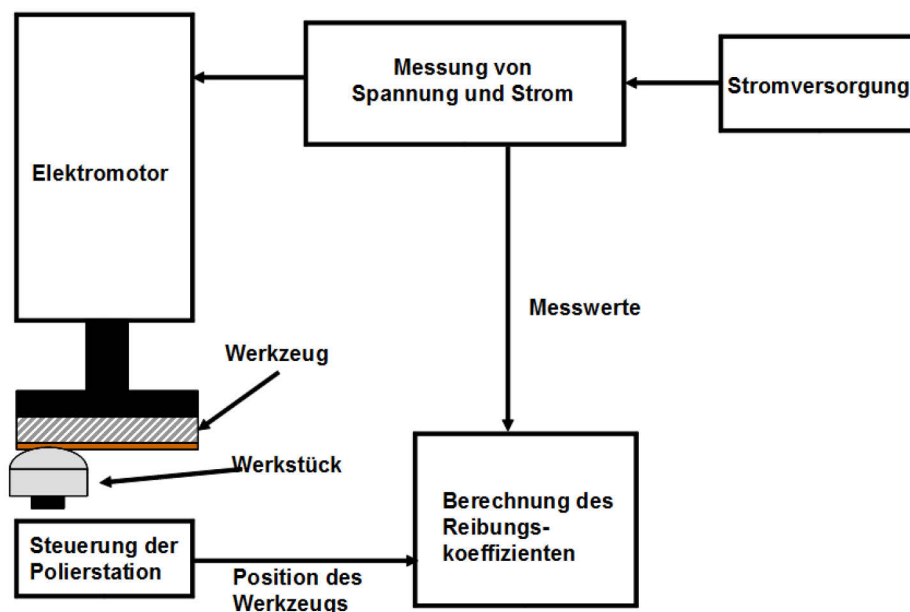 Messung von
Spannung und Strom
Stromversorgung
Elektromotor
Messwerte
Werkzeug
Werkstück
Berechnung des
Reibungs-
koeffizienten
Steuerung der
Polierstation
Position des
Werkzeugs